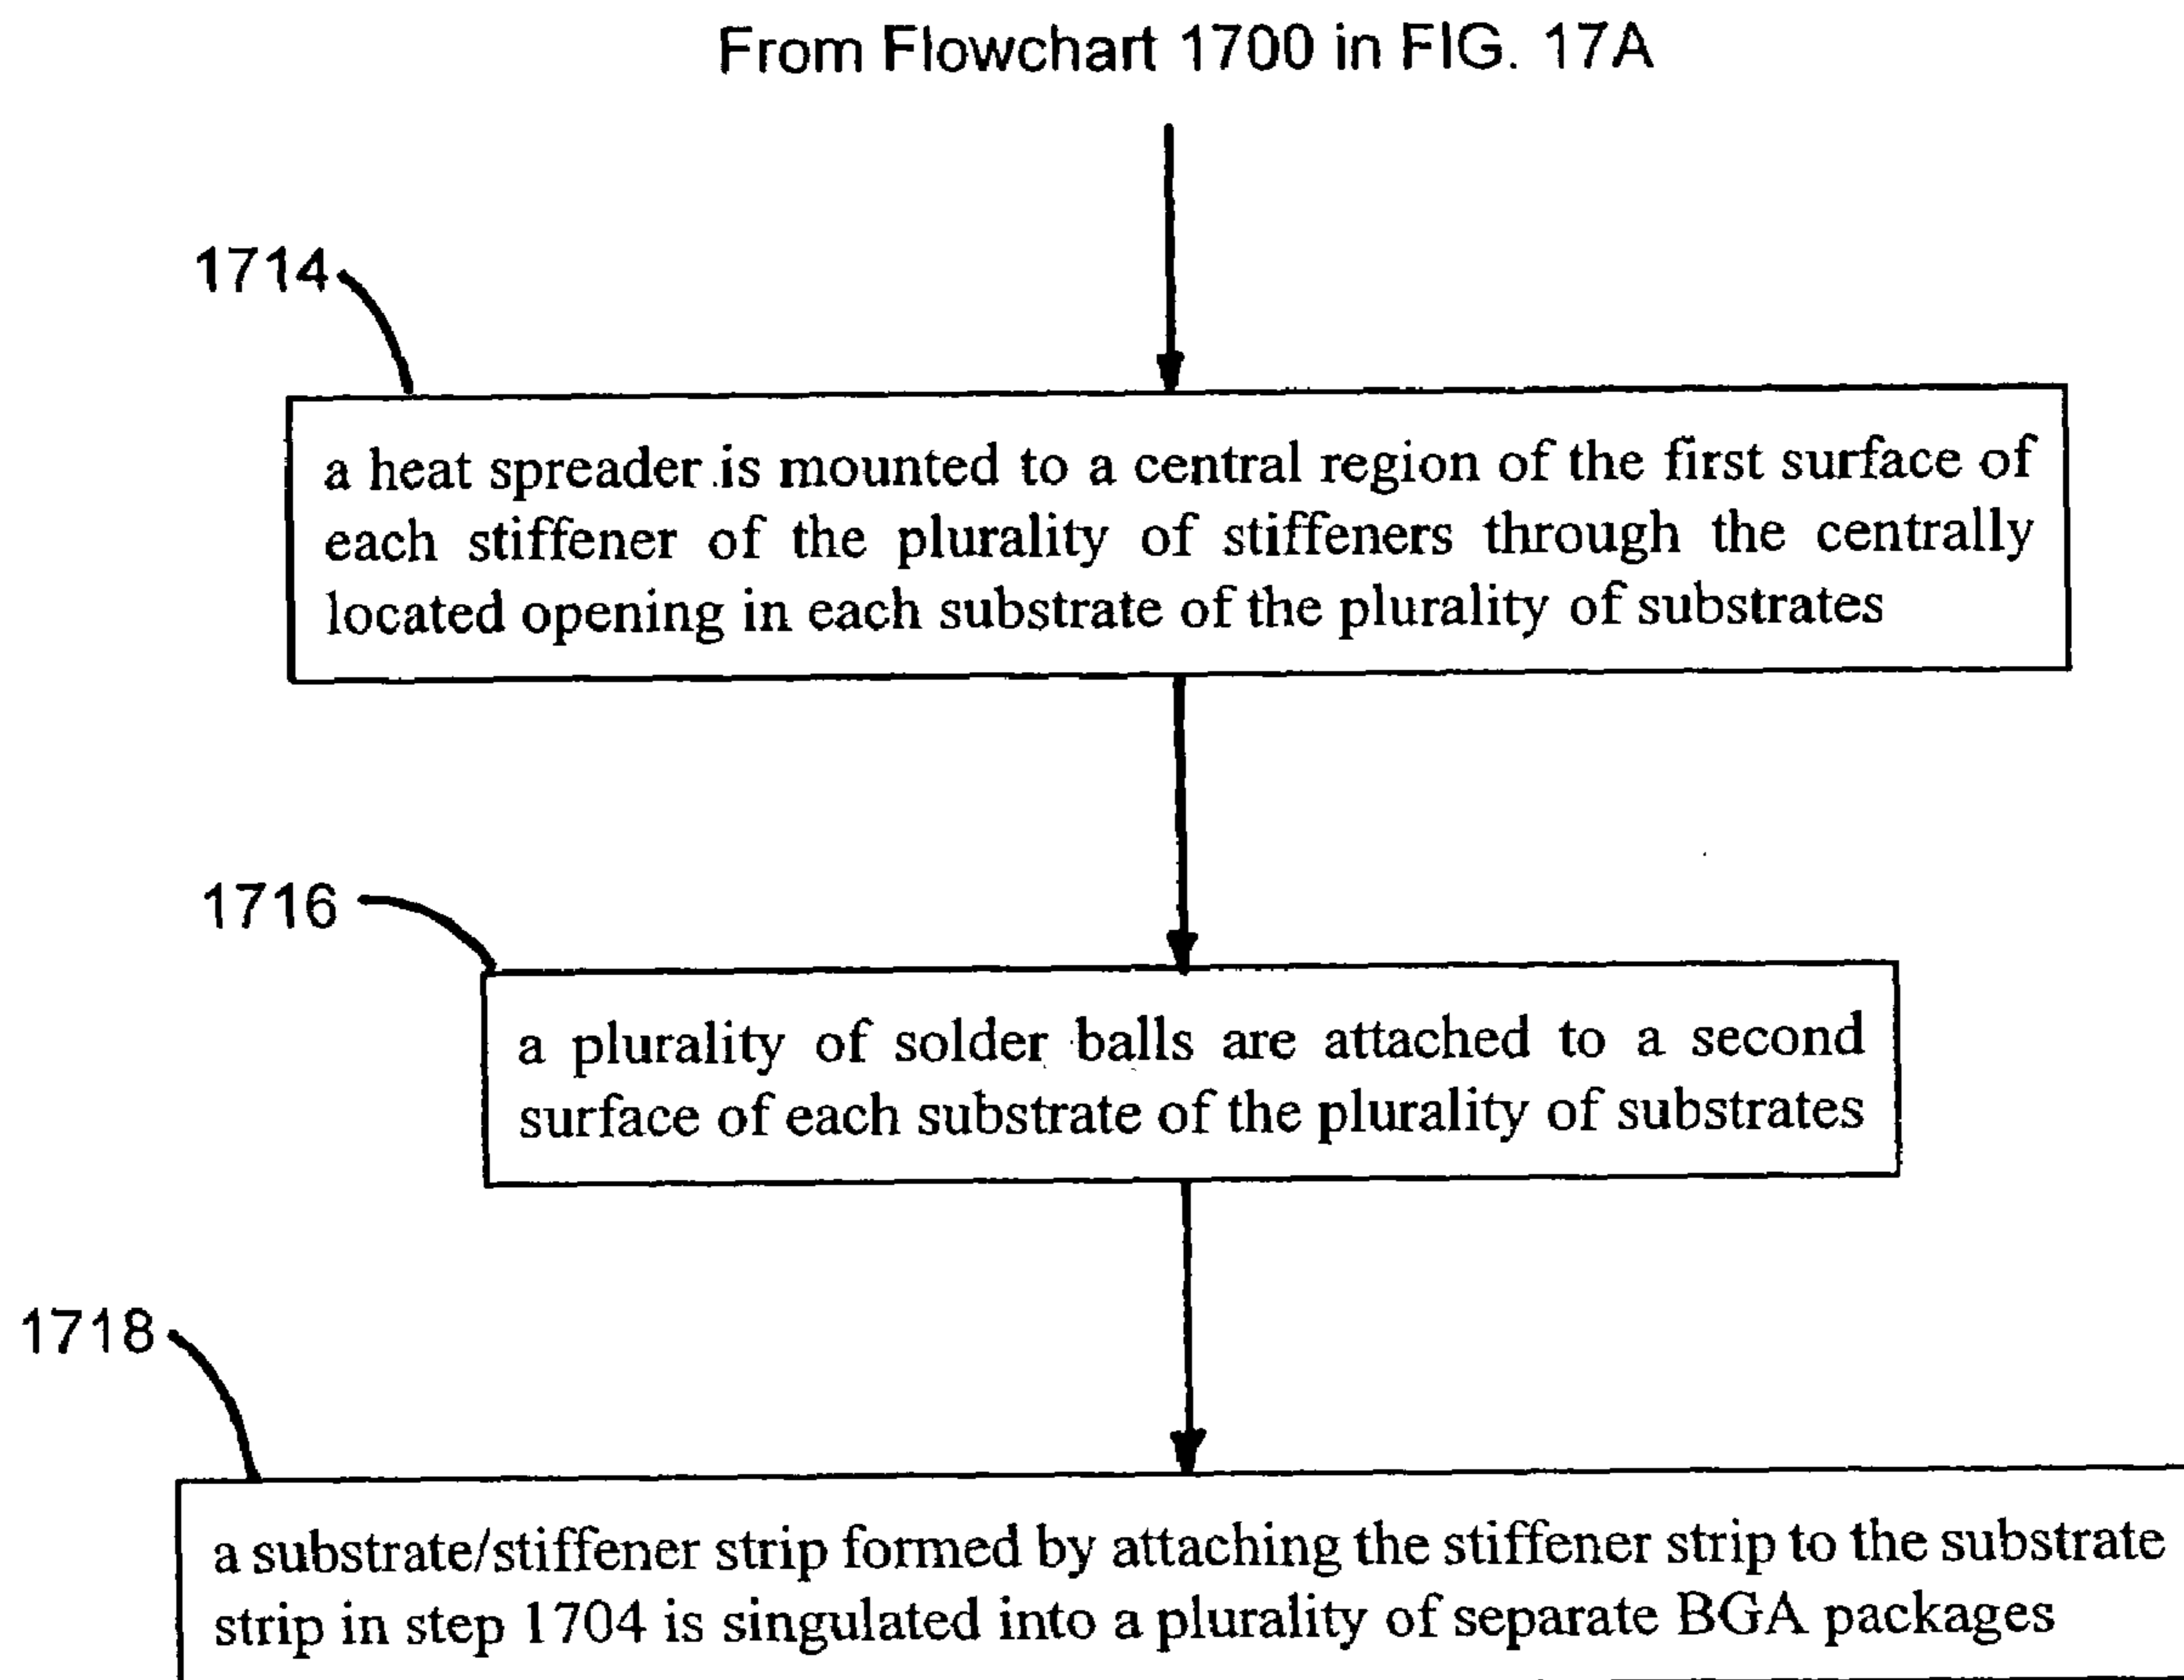 From Flowchart 1700 in FIG. 17A
1714
a heat spreader is mounted to a central region of the first surface of
each stiffener of the plurality of stiffeners through the centrally
located opening in each substrate of the plurality of substrates
1716
a plurality of solder balls are attached to a second
surface of each substrate of the plurality of substrates
1718
a substrate/stiffener strip formed by attaching the stiffener strip to the substrate
strip in step 1704 is singulated into a plurality of separate BGA packages